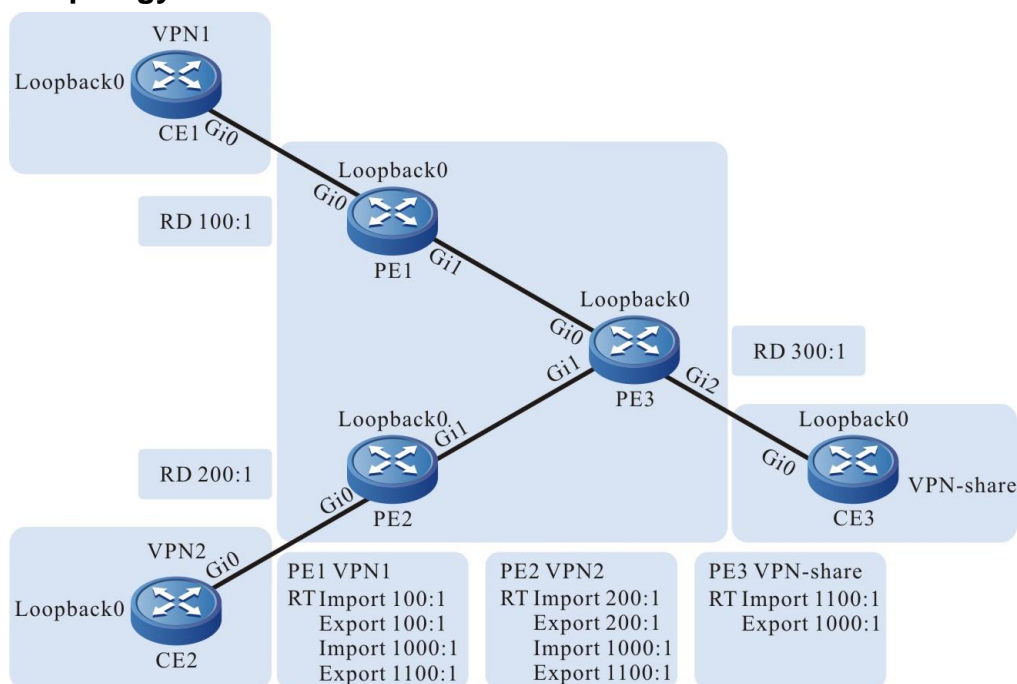 VPN1
Loopback0
CE1
Gi0
Loopback0
Gi0
RD 100:1
PE1
Gi1
Loopback0
Gi0
RD 300:1
Gi1
Gi2
PE3
Loopback0
Gi1
Loopback0
RD 200:1
Gi0
Gi0
VPN-share
PE2
CE3
VPN2
Gi0
Loopback0
CE2
PE1 VPN1
RT Import 100:1
Export 100:1
Import 1000:1
Export 1100:1
PE2 VPN2
RT Import 200:1
Export 200:1
Import 1000:1
Export 1100:1
PE3 VPN-share
RT Import 1100:1
Export 1000:1